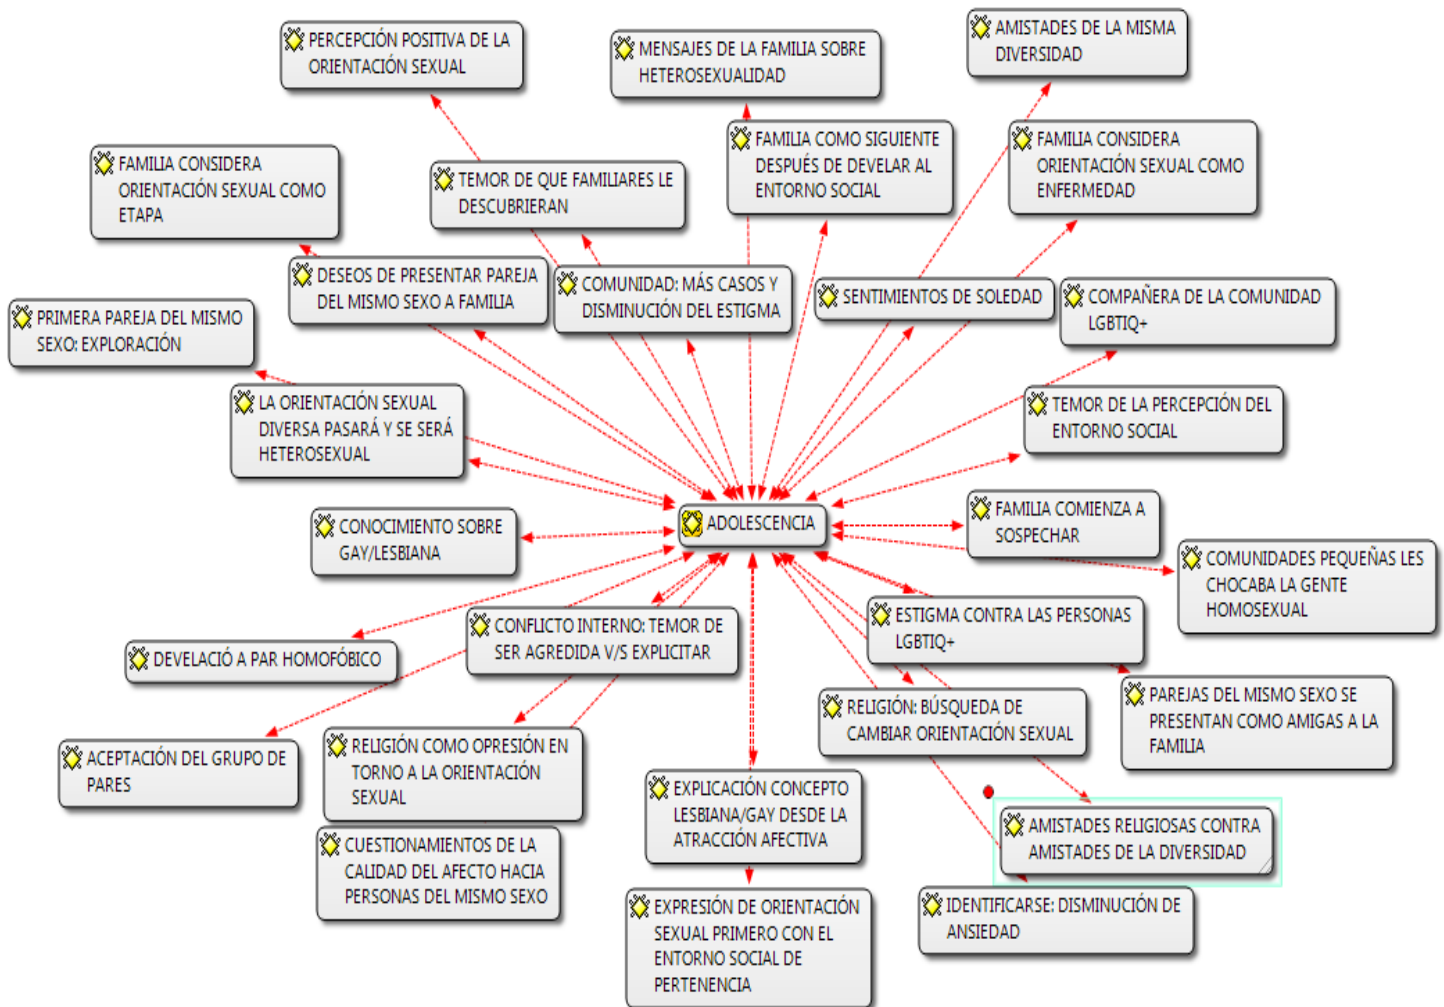 PERCEPCIÓN POSITIVA DE LA
ORIENTACIÓN SEXUAL
MENSAJES DE LA FAMILIA SOBRE
HETEROSEXUALIDAD
AMISTADES DE LA MISMA
DIVERSIDAD
FAMILIA CONSIDERA
ORIENTACIÓN SEXUAL COMO
ETAPA
TEMOR DE QUE FAMILIARES LE
DESCUBRIERAN
FAMILIA COMO SIGUIENTE
DESPUÉS DE DEVELAR AL
ENTORNO SOCIAL
FAMILIA CONSIDERA
ORIENTACIÓN SEXUAL COMO
ENFERMEDAD
DESEOS DE PRESENTAR PAREJA
DEL MISMO SEXO A FAMILIA
COMUNIDAD: MÁS CASOS Y
DISMINUCIÓN DEL ESTIGMA
SENTIMIENTOS DE SOLEDAD
COMPAÑERA DE LA COMUNIDAD
LGBTIQ+
PRIMERA PAREJA DEL MISMO
SEXO: EXPLORACIÓN
LA ORIENTACIÓN SEXUAL
DIVERSA PASARÁ Y SE SERÁ
HETEROSEXUAL
TEMOR DE LA PERCEPCIÓN DEL
ENTORNO SOCIAL
CONOCIMIENTO SOBRE
GAY/LESBIANA
ADOLESCENCIA
FAMILIA COMIENZA A
SOSPECHAR
COMUNIDADES PEQUEÑAS LES
CHOCABA LA GENTE
HOMOSEXUAL
DEVELACIÓ A PAR HOMOFÓBICO
CONFLICTO INTERNO: TEMOR DE
SER AGREDIDA V/S EXPLICITAR
ESTIGMA CONTRA LAS PERSONAS
LGBTIQ+
ACEPTACIÓN DEL GRUPO DE
PARES
RELIGIÓN COMO OPRESIÓN EN
TORNO A LA ORIENTACIÓN
SEXUAL
RELIGIÓN: BÚSQUEDA DE
CAMBIAR ORIENTACIÓN SEXUAL
PAREJAS DEL MISMO SEXO SE
PRESENTAN COMO AMIGAS A LA
FAMILIA
CUESTIONAMIENTOS DE LA
CALIDAD DEL AFECTO HACIA
PERSONAS DEL MISMO SEXO
EXPLICACIÓN CONCEPTO
LESBIANA/GAY DESDE LA
ATRACCIÓN AFECTIVA
AMISTADES RELIGIOSAS CONTRA
AMISTADES DE LA DIVERSIDAD
EXPRESIÓN DE ORIENTACIÓN
SEXUAL PRIMERO CON EL
ENTORNO SOCIAL DE
PERTENENCIA
IDENTIFICARSE: DISMINUCIÓN DE
ANSIEDAD